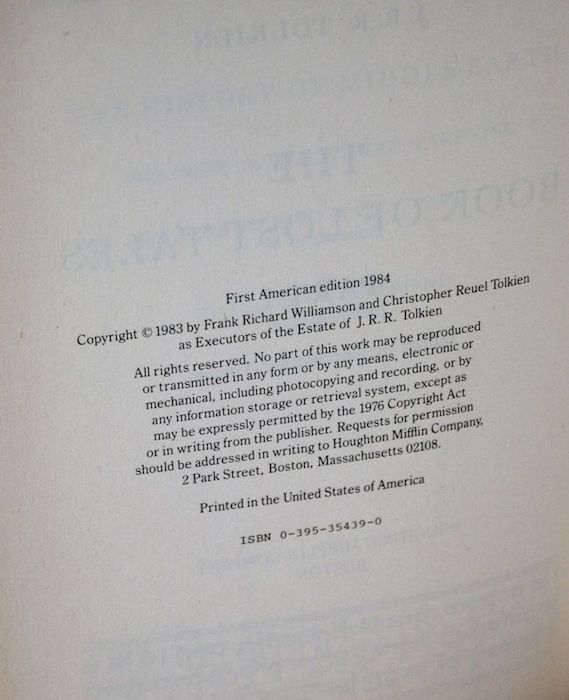 First American edition 1984
Copyright © 1983 by Frank Richard Williamson and Christopher Reuel Tolkien
as Executors of the Estate of J. R. R. Tolkien
All rights reserved. No part of this work may be reproduced
or transmitted in any form or by any means, electronic or
mechanical, including photocopying and recording, or by
any information storage or retrieval system, except as
may be expressly permitted by the 1976 Copyright Act
or in writing from the publisher. Requests for permission
should be addressed in writing to Houghton Mifflin Company,
2 Park Street, Boston, Massachusetts 02108.
Printed in the United States of America
ISBN 0-395-35439-0